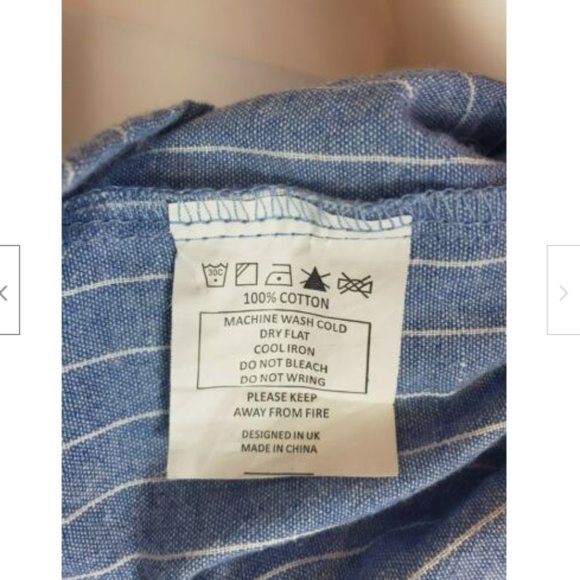 30C
100% COTTON
MACHINE WASH COLD
DRY FLAT
COOL IRON
DO NOT BLEACH
DO NOT WRING
PLEASE KEEP
AWAY FROM FIRE
DESIGNED IN UK
MADE IN CHINA